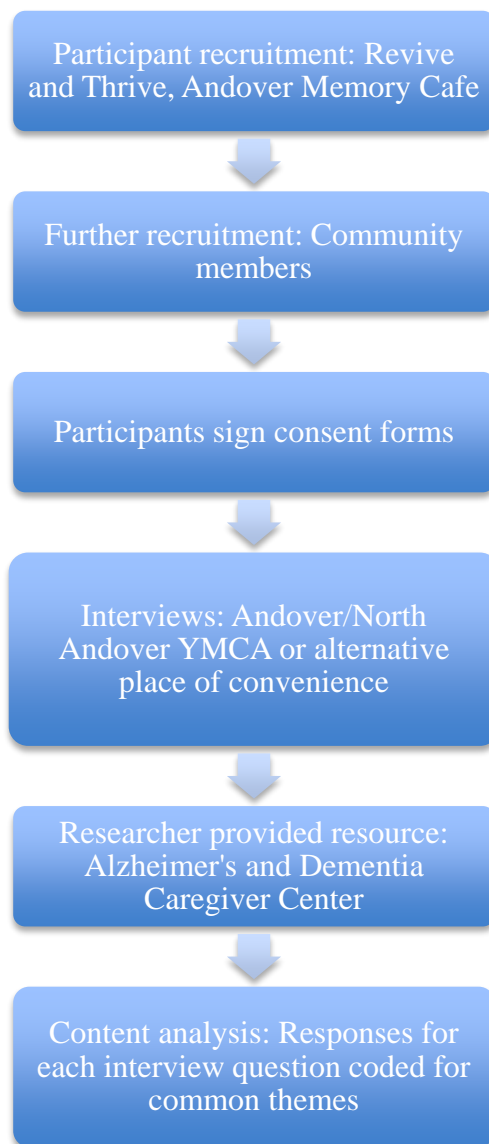 Participant recruitment: Revive
and Thrive, Andover Memory Cafe
Further recruitment: Community
members
Participants sign consent forms
Interviews: Andover/North
Andover YMCA or alternative
place of convenience
Researcher provided resource:
Alzheimer's and Dementia
Caregiver Center
Content analysis: Responses for
each interview question coded for
common themes